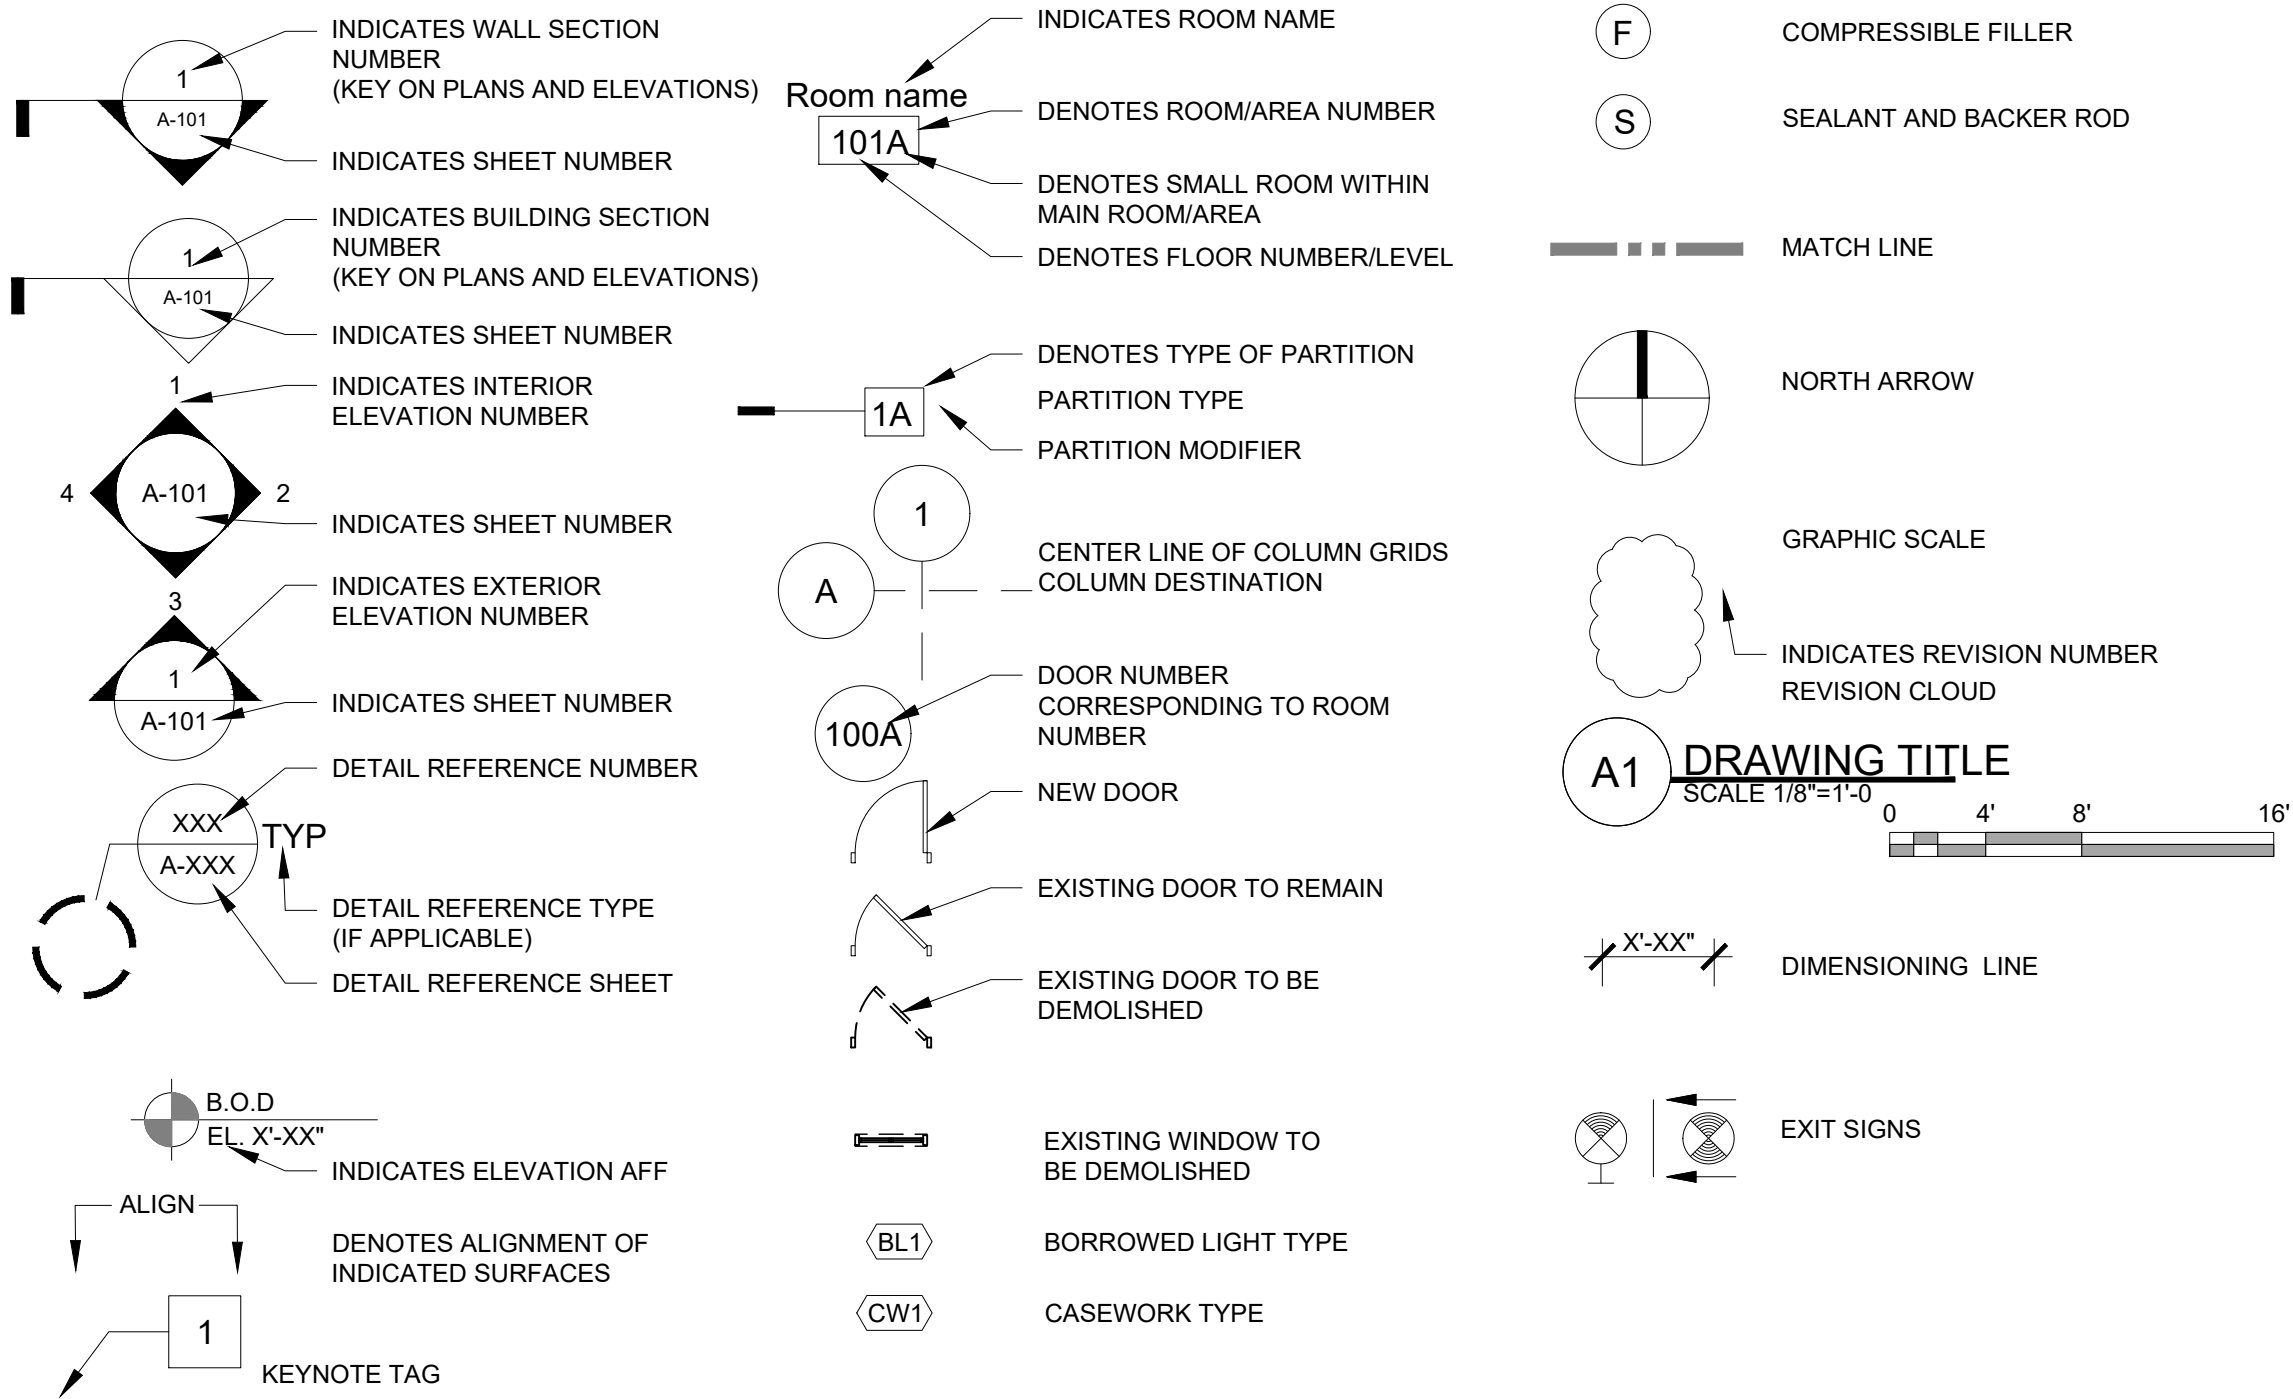 1
A-101
INDICATES WALL SECTION
NUMBER
(KEY ON PLANS AND ELEVATIONS)
INDICATES SHEET NUMBER
1
A-101
INDICATES BUILDING SECTION
NUMBER
(KEY ON PLANS AND ELEVATIONS)
INDICATES SHEET NUMBER
1
4
A-101
2
3
INDICATES INTERIOR
ELEVATION NUMBER
INDICATES SHEET NUMBER
1
A-101
INDICATES EXTERIOR
ELEVATION NUMBER
INDICATES SHEET NUMBER
XXX
A-XXX
TYP
DETAIL REFERENCE NUMBER
DETAIL REFERENCE TYPE
(IF APPLICABLE)
DETAIL REFERENCE SHEET
B.O.D
EL. X'-XX"
INDICATES ELEVATION AFF
ALIGN
DENOTES ALIGNMENT OF
INDICATED SURFACES
1
KEYNOTE TAG
INDICATES ROOM NAME
Room name
101A
DENOTES ROOM/AREA NUMBER
DENOTES SMALL ROOM WITHIN
MAIN ROOM/AREA
DENOTES FLOOR NUMBER/LEVEL
1A
DENOTES TYPE OF PARTITION
PARTITION TYPE
PARTITION MODIFIER
1
A
CENTER LINE OF COLUMN GRIDS
COLUMN DESTINATION
100A
DOOR NUMBER
CORRESPONDING TO ROOM
NUMBER
NEW DOOR
EXISTING DOOR TO REMAIN
EXISTING DOOR TO BE
DEMOLISHED
EXISTING WINDOW TO
BE DEMOLISHED
BL1
BORROWED LIGHT TYPE
CW1
CASEWORK TYPE
F
COMPRESSIBLE FILLER
S
SEALANT AND BACKER ROD
MATCH LINE
NORTH ARROW
GRAPHIC SCALE
INDICATES REVISION NUMBER
REVISION CLOUD
A1
DRAWING TITLE
SCALE 1/8"=1'-0
0 4' 8' 16'
X'-XX"
DIMENSIONING LINE
EXIT SIGNS